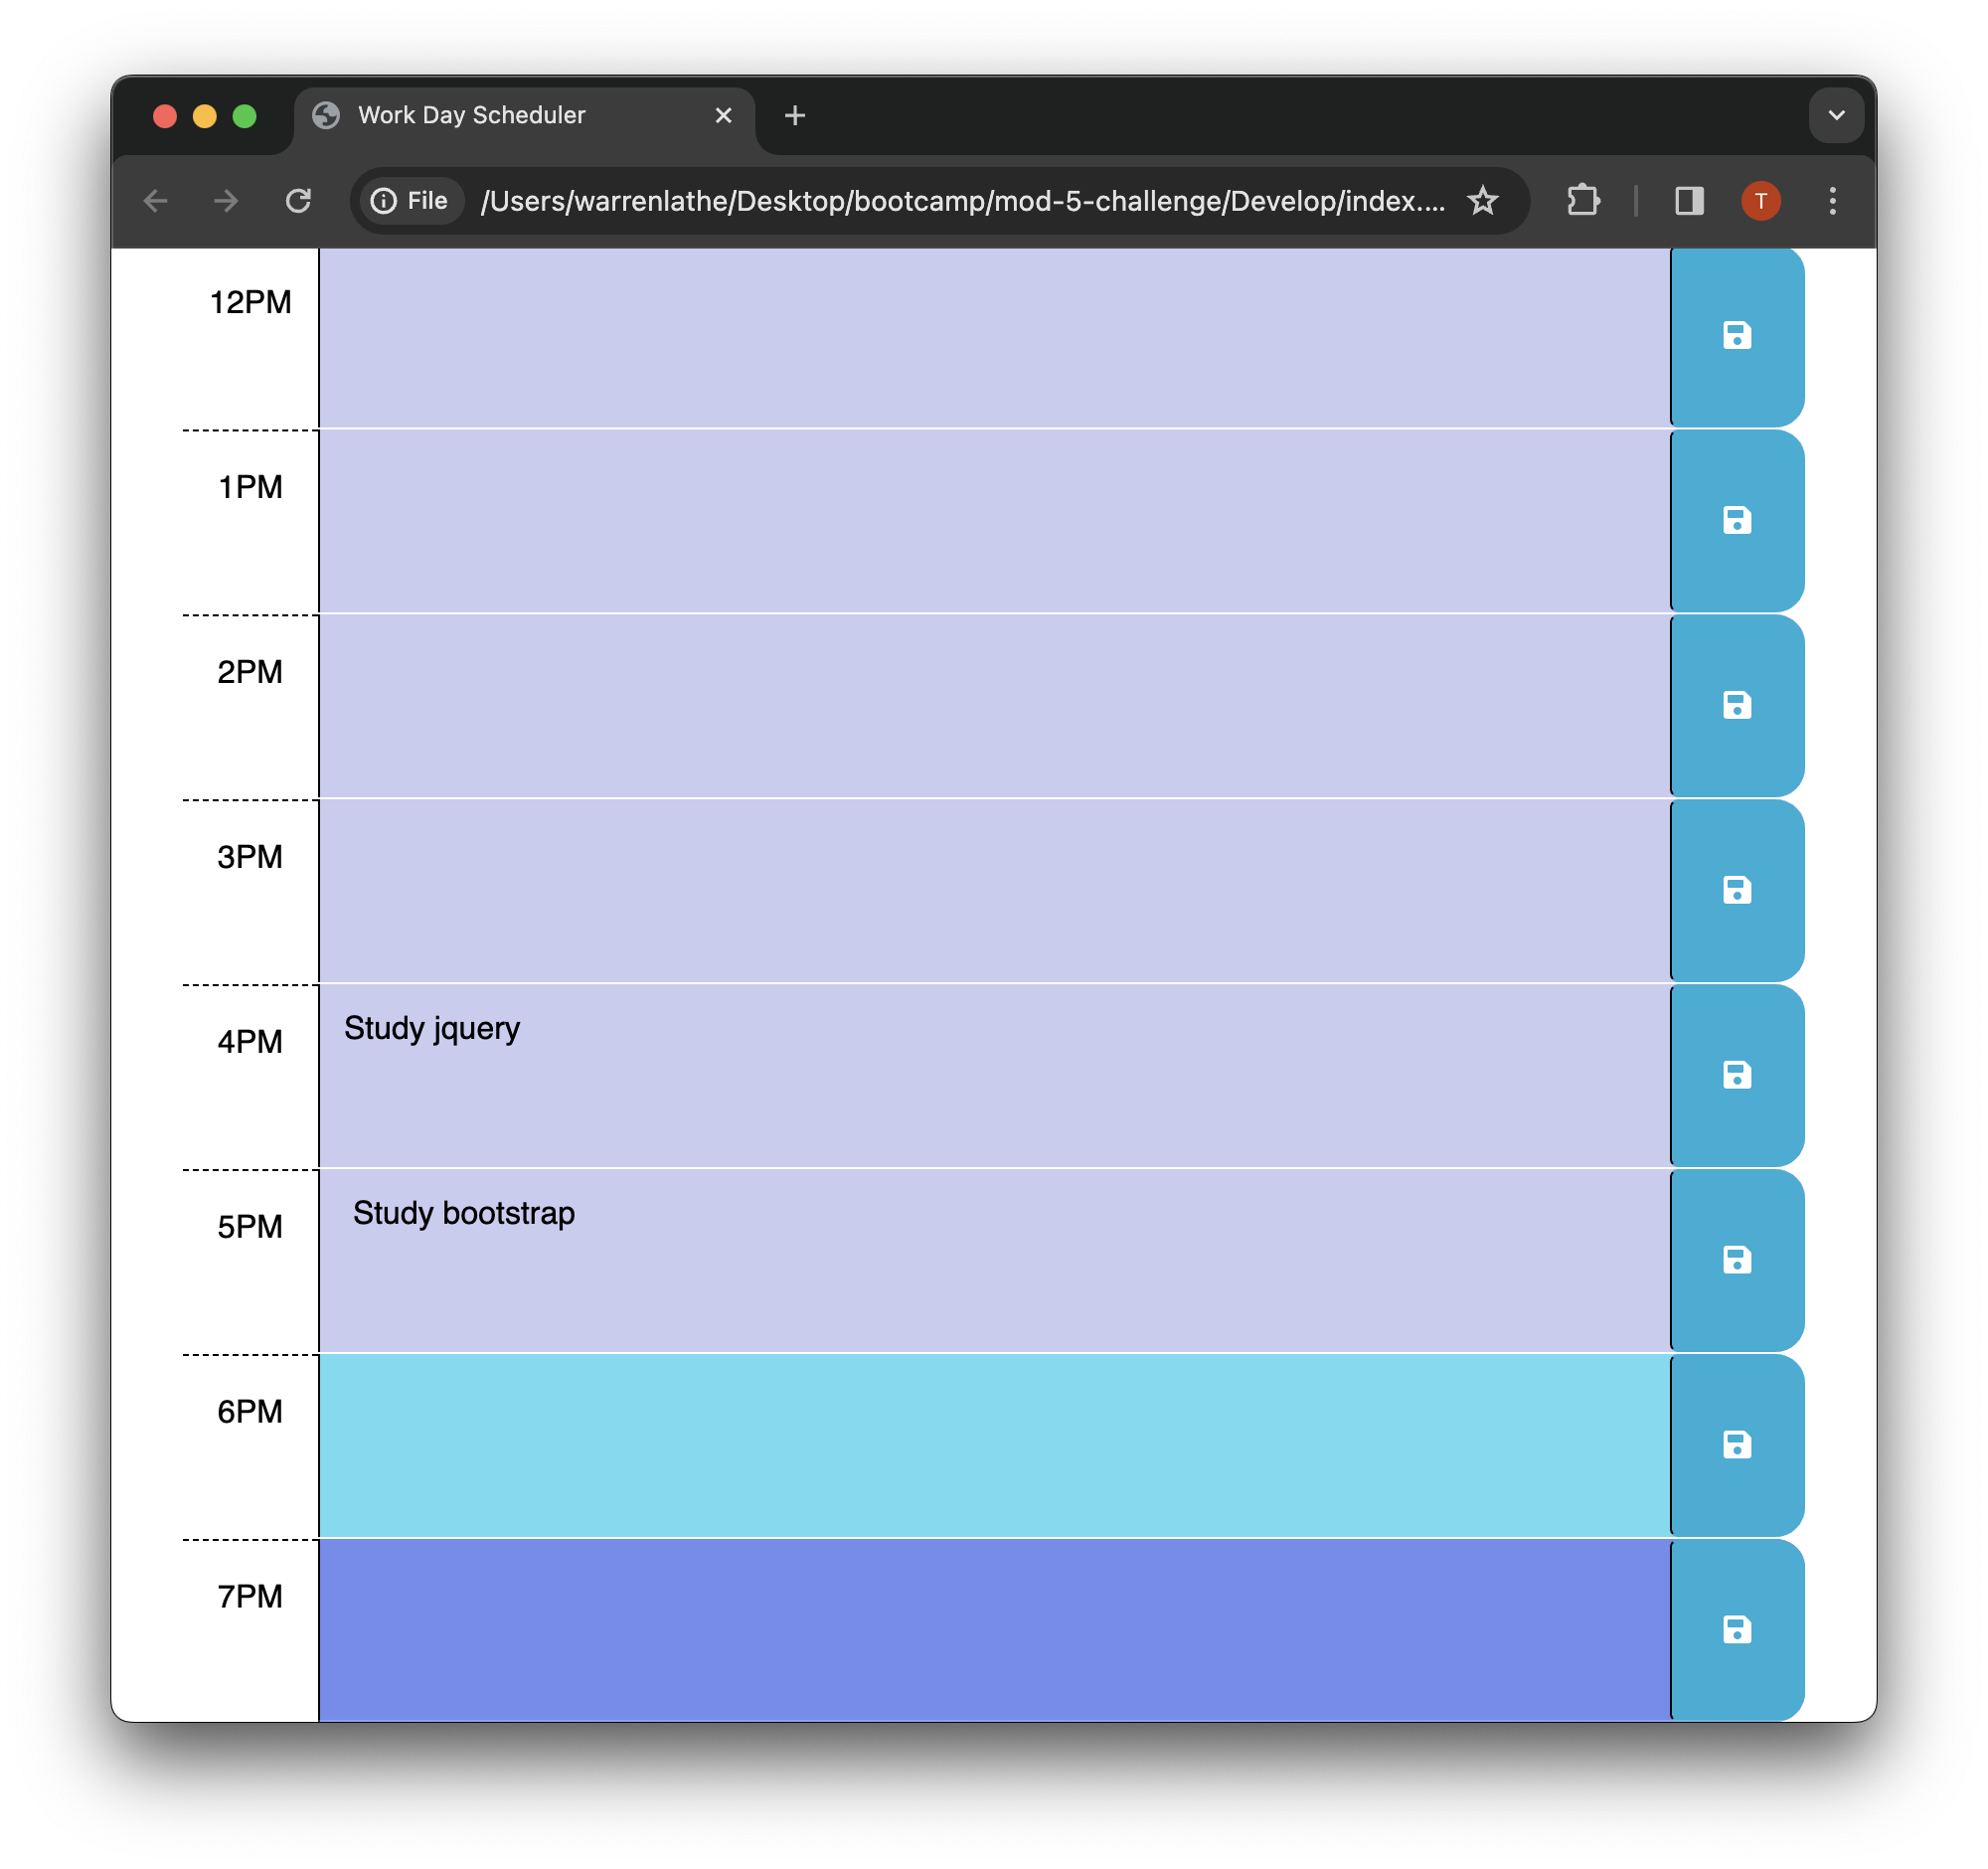 Work Day Scheduler
File /Users/warrenlathe/Desktop/bootcamp/mod-5-challenge/Develop/index.... T
12PM
1PM
2PM
3PM
4PM Study jquery
5PM Study bootstrap
6PM
7PM